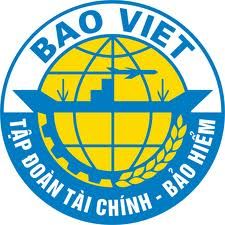 BAO VIET
TẬP ĐOÀN TÀI CHÍNH - BẢO HIỂM